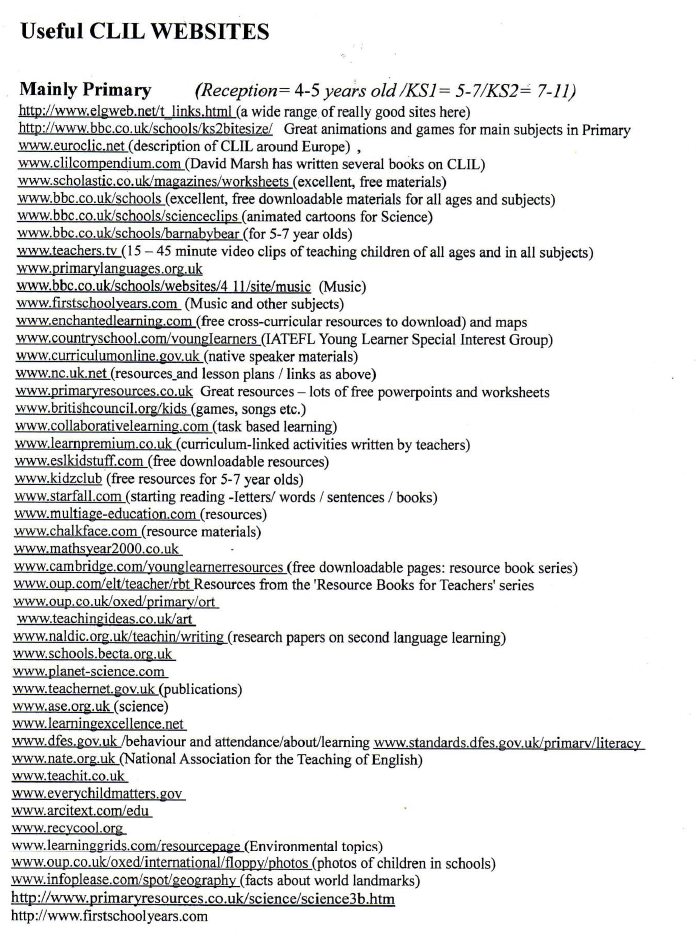 Useful CLIL WEBSITES
Mainly Primary (Reception= 4-5 years old /KS1= 5-7/KS2= 7-11)
http://www.elgweb.net/t_links.html (a wide range of really good sites here)
http://www.bbc.co.uk/schools/ks2bitesize/ Great animations and games for main subjects in Primary
www.euroclic.net (description of CLIL around Europe) ,
www.clilcompendium.com (David Marsh has written several books on CLIL)
www.scholastic.co.uk/magazines/worksheets (excellent, free materials)
www.bbc.co.uk/schools (excellent, free downloadable materials for all ages and subjects)
www.bbc.co.uk/schools/scienceclips (animated cartoons for Science)
www.bbc.co.uk/schools/barnabybear (for 5-7 year olds)
www.teachers.tv (15 – 45 minute video clips of teaching children of all ages and in all subjects)
www.primarylanguages.org.uk
www.bbc.co.uk/schools/websites/4 11/site/music (Music)
www.firstschoolyears.com (Music and other subjects)
www.enchantedlearning.com (free cross-curricular resources to download) and maps
www.countryschool.com/younglearners (IATEFL Young Learner Special Interest Group)
www.curriculumonline.gov.uk (native speaker materials)
www.nc.uk.net (resources and lesson plans / links as above)
www.primaryresources.co.uk Great resources – lots of free powerpoints and worksheets
www.britishcouncil.org/kids (games, songs etc.)
www.collaborativelearning.com (task based learning)
www.learnpremium.co.uk (curriculum-linked activities written by teachers)
www.eslkidstuff.com (free downloadable resources)
www.kidzclub (free resources for 5-7 year olds)
www.starfall.com (starting reading -letters/ words / sentences / books)
www.multiage-education.com (resources)
www.chalkface.com (resource materials)
www.mathsyear2000.co.uk
www.cambridge.com/younglearnerresources (free downloadable pages: resource book series)
www.oup.com/elt/teacher/rbt Resources from the 'Resource Books for Teachers' series
www.oup.co.uk/oxed/primary/ort
www.teachingideas.co.uk/art
www.naldic.org.uk/teachin/writing (research papers on second language learning)
www.schools.becta.org.uk
www.planet-science.com
www.teachernet.gov.uk (publications)
www.ase.org.uk (science)
www.learningexcellence.net
www.dfes.gov.uk /behaviour and attendance/about/learning www.standards.dfes.gov.uk/primary/literacy
www.nate.org.uk (National Association for the Teaching of English)
www.teachit.co.uk
www.everychildmatters.gov
www.arcitext.com/edu
www.recycool.org
www.learninggrids.com/resourcepage (Environmental topics)
www.oup.co.uk/oxed/international/floppy/photos (photos of children in schools)
www.infoplease.com/spot/geography (facts about world landmarks)
http://www.primaryresources.co.uk/science/science3b.htm
http://www.firstschoolyears.com